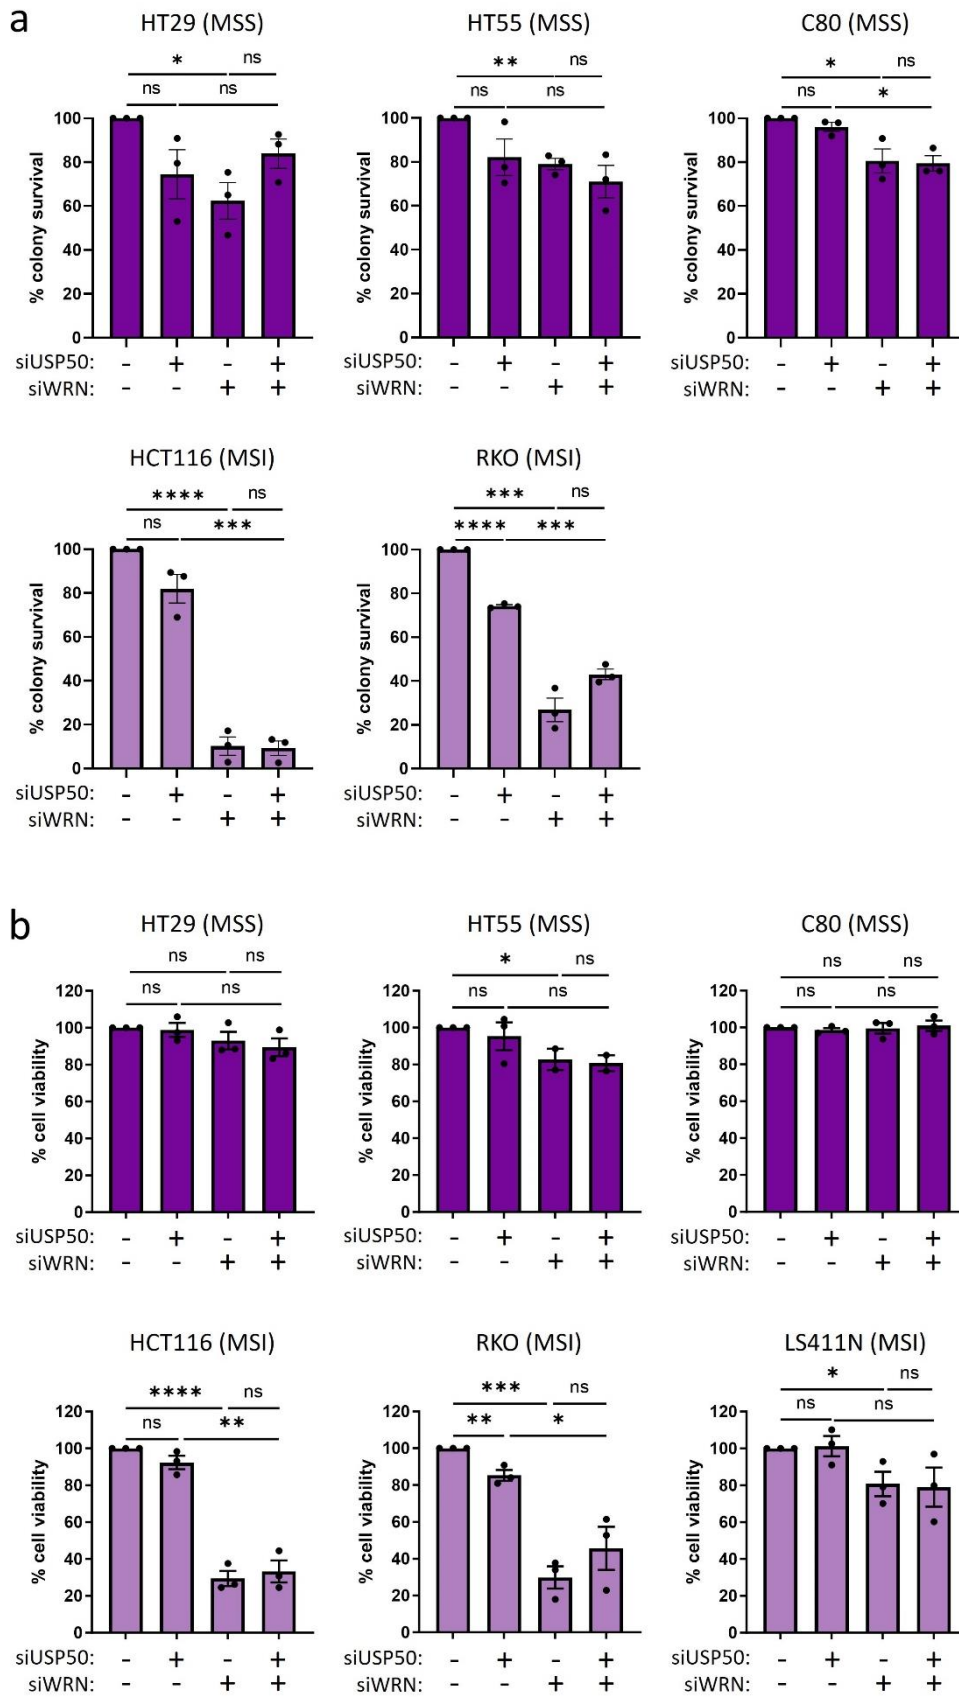 a
HT29 (MSS)
HT55 (MSS)
C80 (MSS)
* ns
ns ns
** ns
ns ns
* ns
ns *
% colony survival
100
80
60
40
20
0
% colony survival
100
80
60
40
20
0
% colony survival
100
80
60
40
20
0
siUSP50: - + - +
siWRN: - - + +
siUSP50: - + - +
siWRN: - - + +
siUSP50: - + - +
siWRN: - - + +
HCT116 (MSI)
RKO (MSI)
**** ns
ns ***
*** ns
**** ***
% colony survival
100
80
60
40
20
0
% colony survival
100
80
60
40
20
0
siUSP50: - + - +
siWRN: - - + +
siUSP50: - + - +
siWRN: - - + +
b
HT29 (MSS)
HT55 (MSS)
C80 (MSS)
ns ns
ns ns
* ns
ns ns
ns ns
ns ns
% cell viability
120
100
80
60
40
20
0
% cell viability
120
100
80
60
40
20
0
% cell viability
120
100
80
60
40
20
0
siUSP50: - + - +
siWRN: - - + +
siUSP50: - + - +
siWRN: - - + +
siUSP50: - + - +
siWRN: - - + +
HCT116 (MSI)
RKO (MSI)
LS411N (MSI)
**** ns
ns **
*** ns
** *
* ns
ns ns
% cell viability
120
100
80
60
40
20
0
% cell viability
120
100
80
60
40
20
0
% cell viability
120
100
80
60
40
20
0
siUSP50: - + - +
siWRN: - - + +
siUSP50: - + - +
siWRN: - - + +
siUSP50: - + - +
siWRN: - - + +